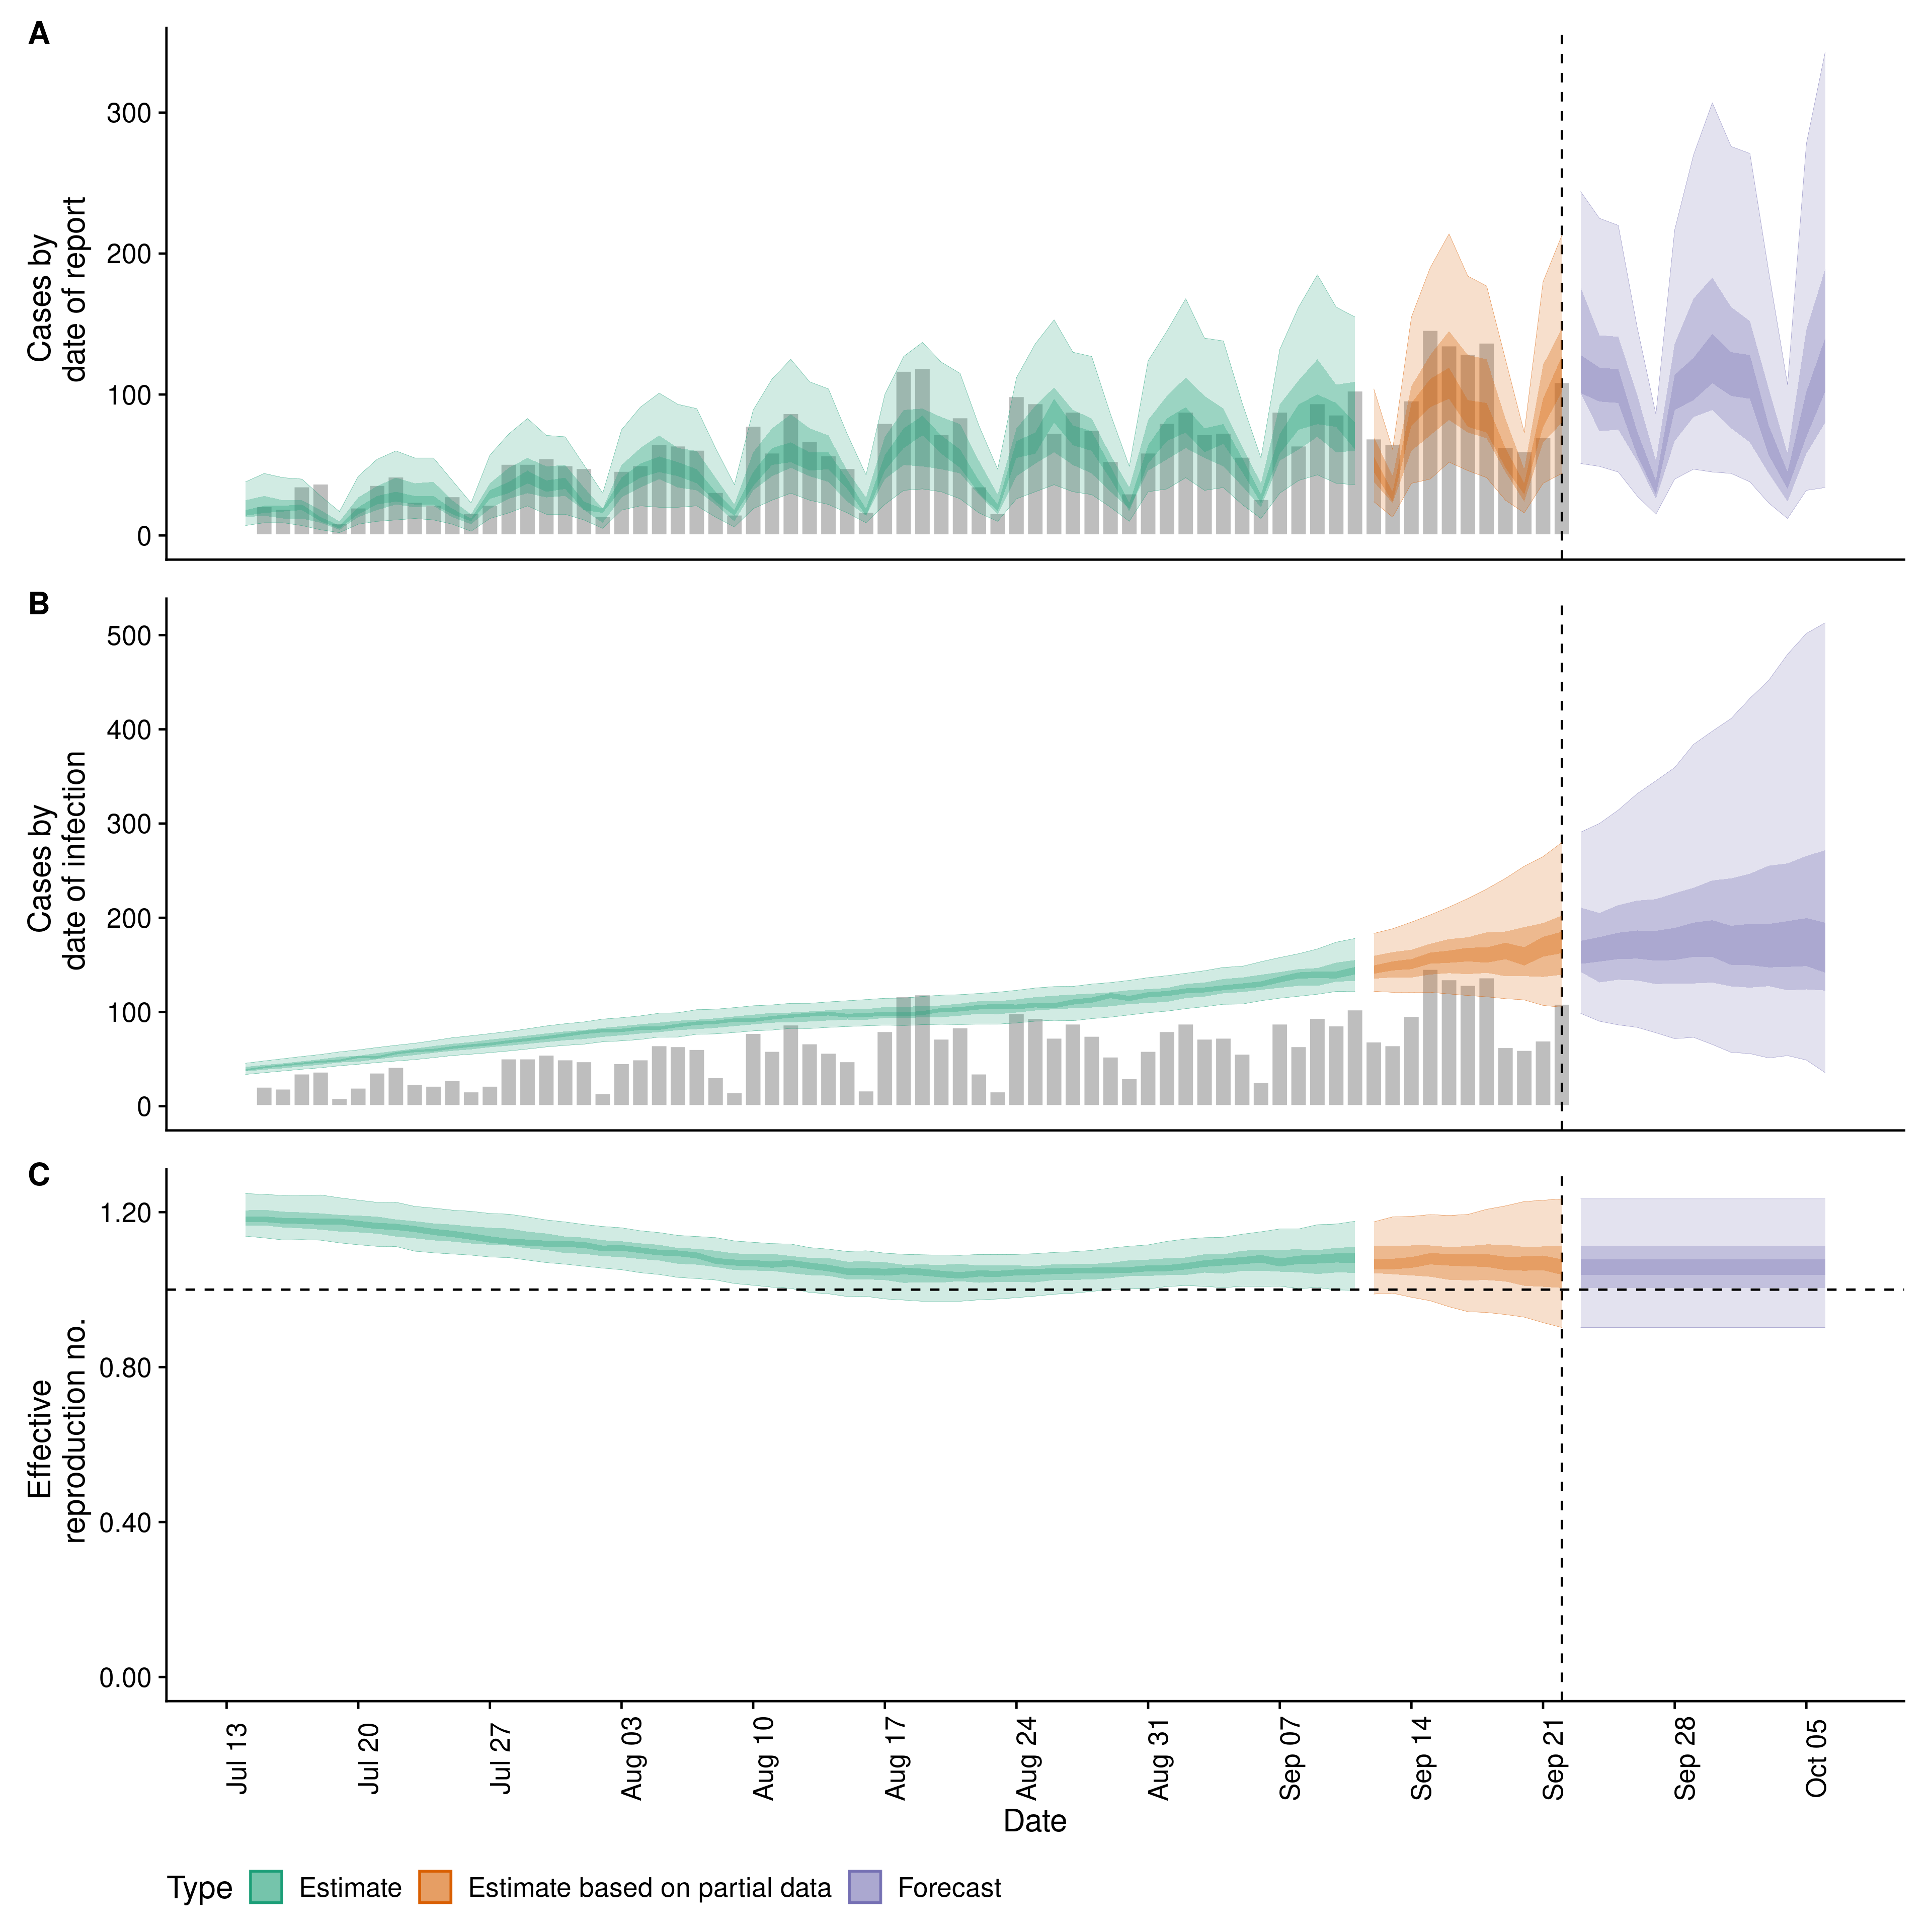 A
Cases by
date of report
300
200
100
0
B
Cases by
date of infection
500
400
300
200
100
0
C
Effective
reproduction no.
1.20
0.80
0.40
0.00
Jul 13
Jul 20
Jul 27
Aug 03
Aug 10
Aug 17
Aug 24
Aug 31
Sep 07
Sep 14
Sep 21
Sep 28
Oct 05
Date
Type Estimate Estimate based on partial data Forecast